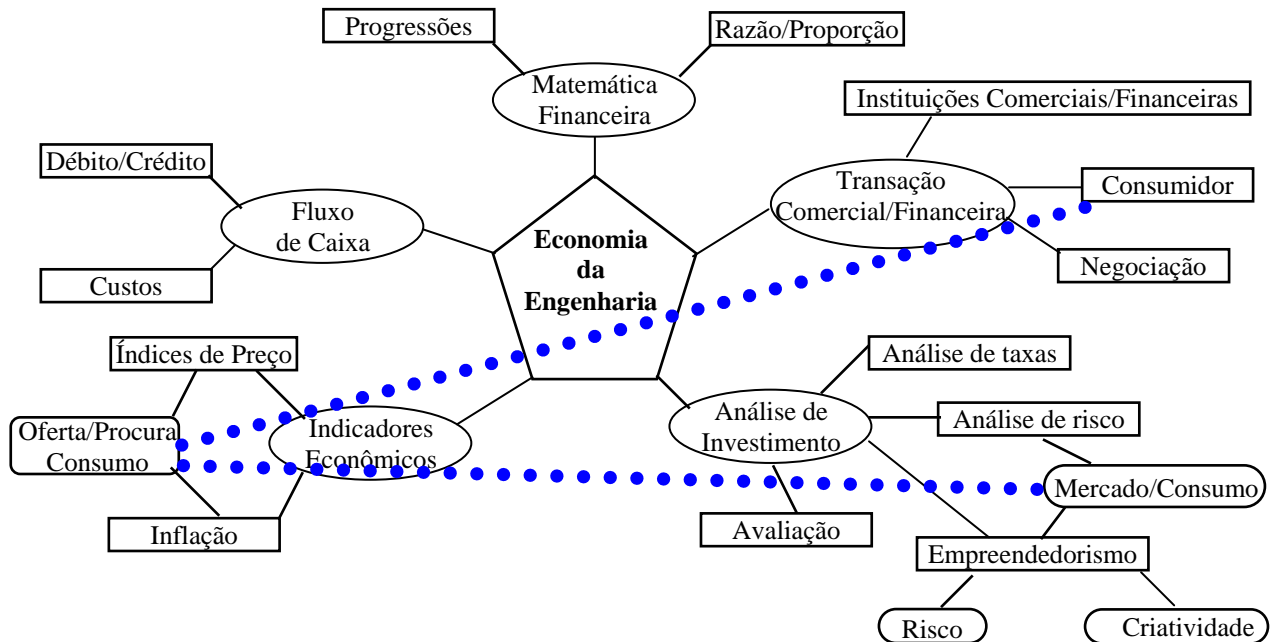 Progressões
Razão/Proporção
Matemática
Financeira
Instituições Comerciais/Financeiras
Débito/Crédito
Transação
Comercial/Financeira
Consumidor
Fluxo
de Caixa
Economia
da
Engenharia
Negociação
Custos
Índices de Preço
Análise de taxas
Análise de
Investimento
Análise de risco
Oferta/Procura
Consumo
Indicadores
Econômicos
Mercado/Consumo
Inflação
Avaliação
Empreendedorismo
Risco
Criatividade